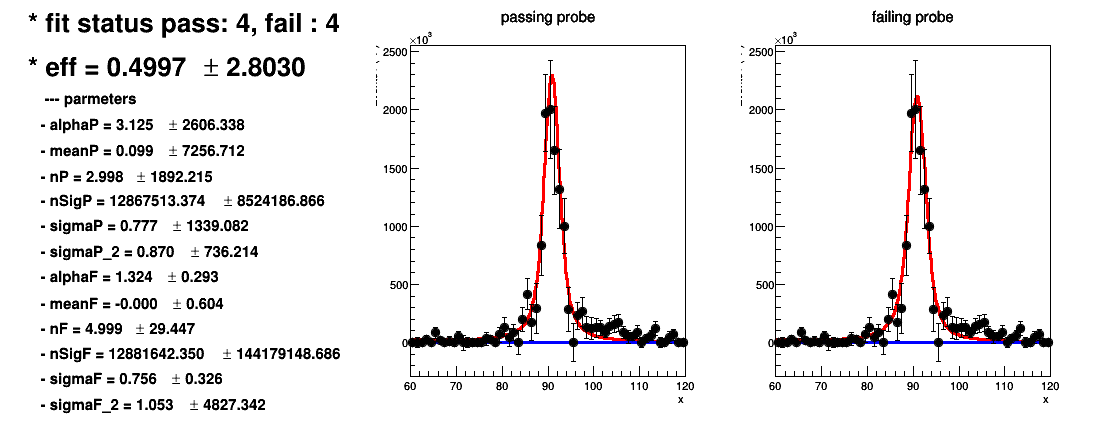 * fit status pass: 4, fail : 4
* eff = 0.4997 ± 2.8030
--- parmeters
- alphaP = 3.125 ± 2606.338
- meanP = 0.099 ± 7256.712
- nP = 2.998 ± 1892.215
- nSigP = 12867513.374 ± 8524186.866
- sigmaP = 0.777 ± 1339.082
- sigmaP_2 = 0.870 ± 736.214
- alphaF = 1.324 ± 0.293
- meanF = -0.000 ± 0.604
- nF = 4.999 ± 29.447
- nSigF = 12881642.350 ± 144179148.686
- sigmaF = 0.756 ± 0.326
- sigmaF_2 = 1.053 ± 4827.342
passing probe
×10³
2500
2000
1500
1000
500
0
60 70 80 90 100 110 120
x
failing probe
×10³
2500
2000
1500
1000
500
0
60 70 80 90 100 110 120
x